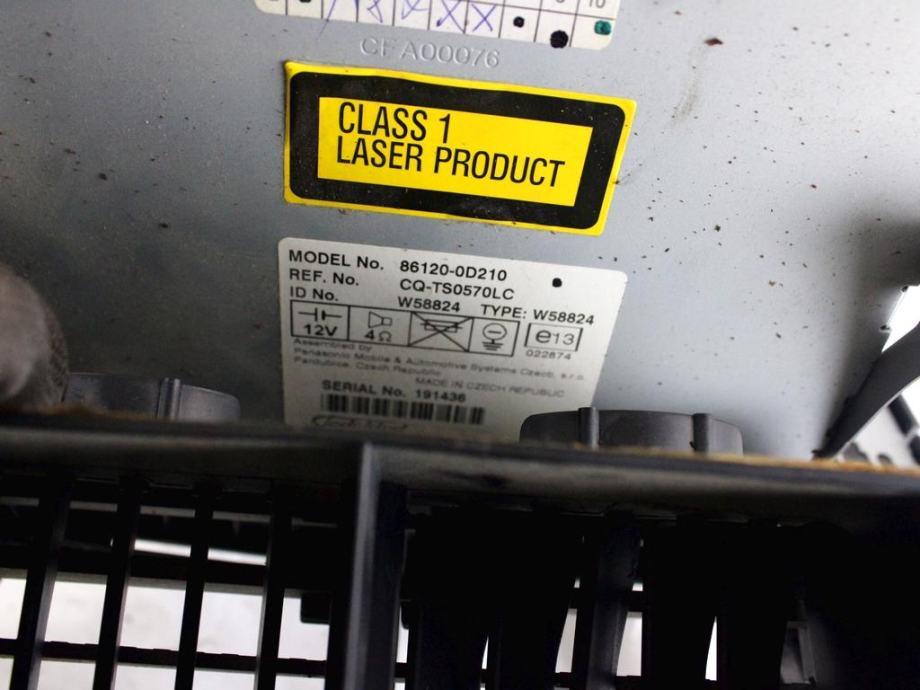 10
CF A00076
CLASS 1
LASER PRODUCT
MODEL No. 86120-0D210
REF. No. CQ-TS0570LC
ID No. W58824 TYPE: W58824
12V 4Ω e13
022874
Assembled by
Panasonic Mobile & Automotive Systems Czech, s.r.o.
Pardubice, Czech Republic
MADE IN CZECH REPUBLIC
SERIAL No. 191436